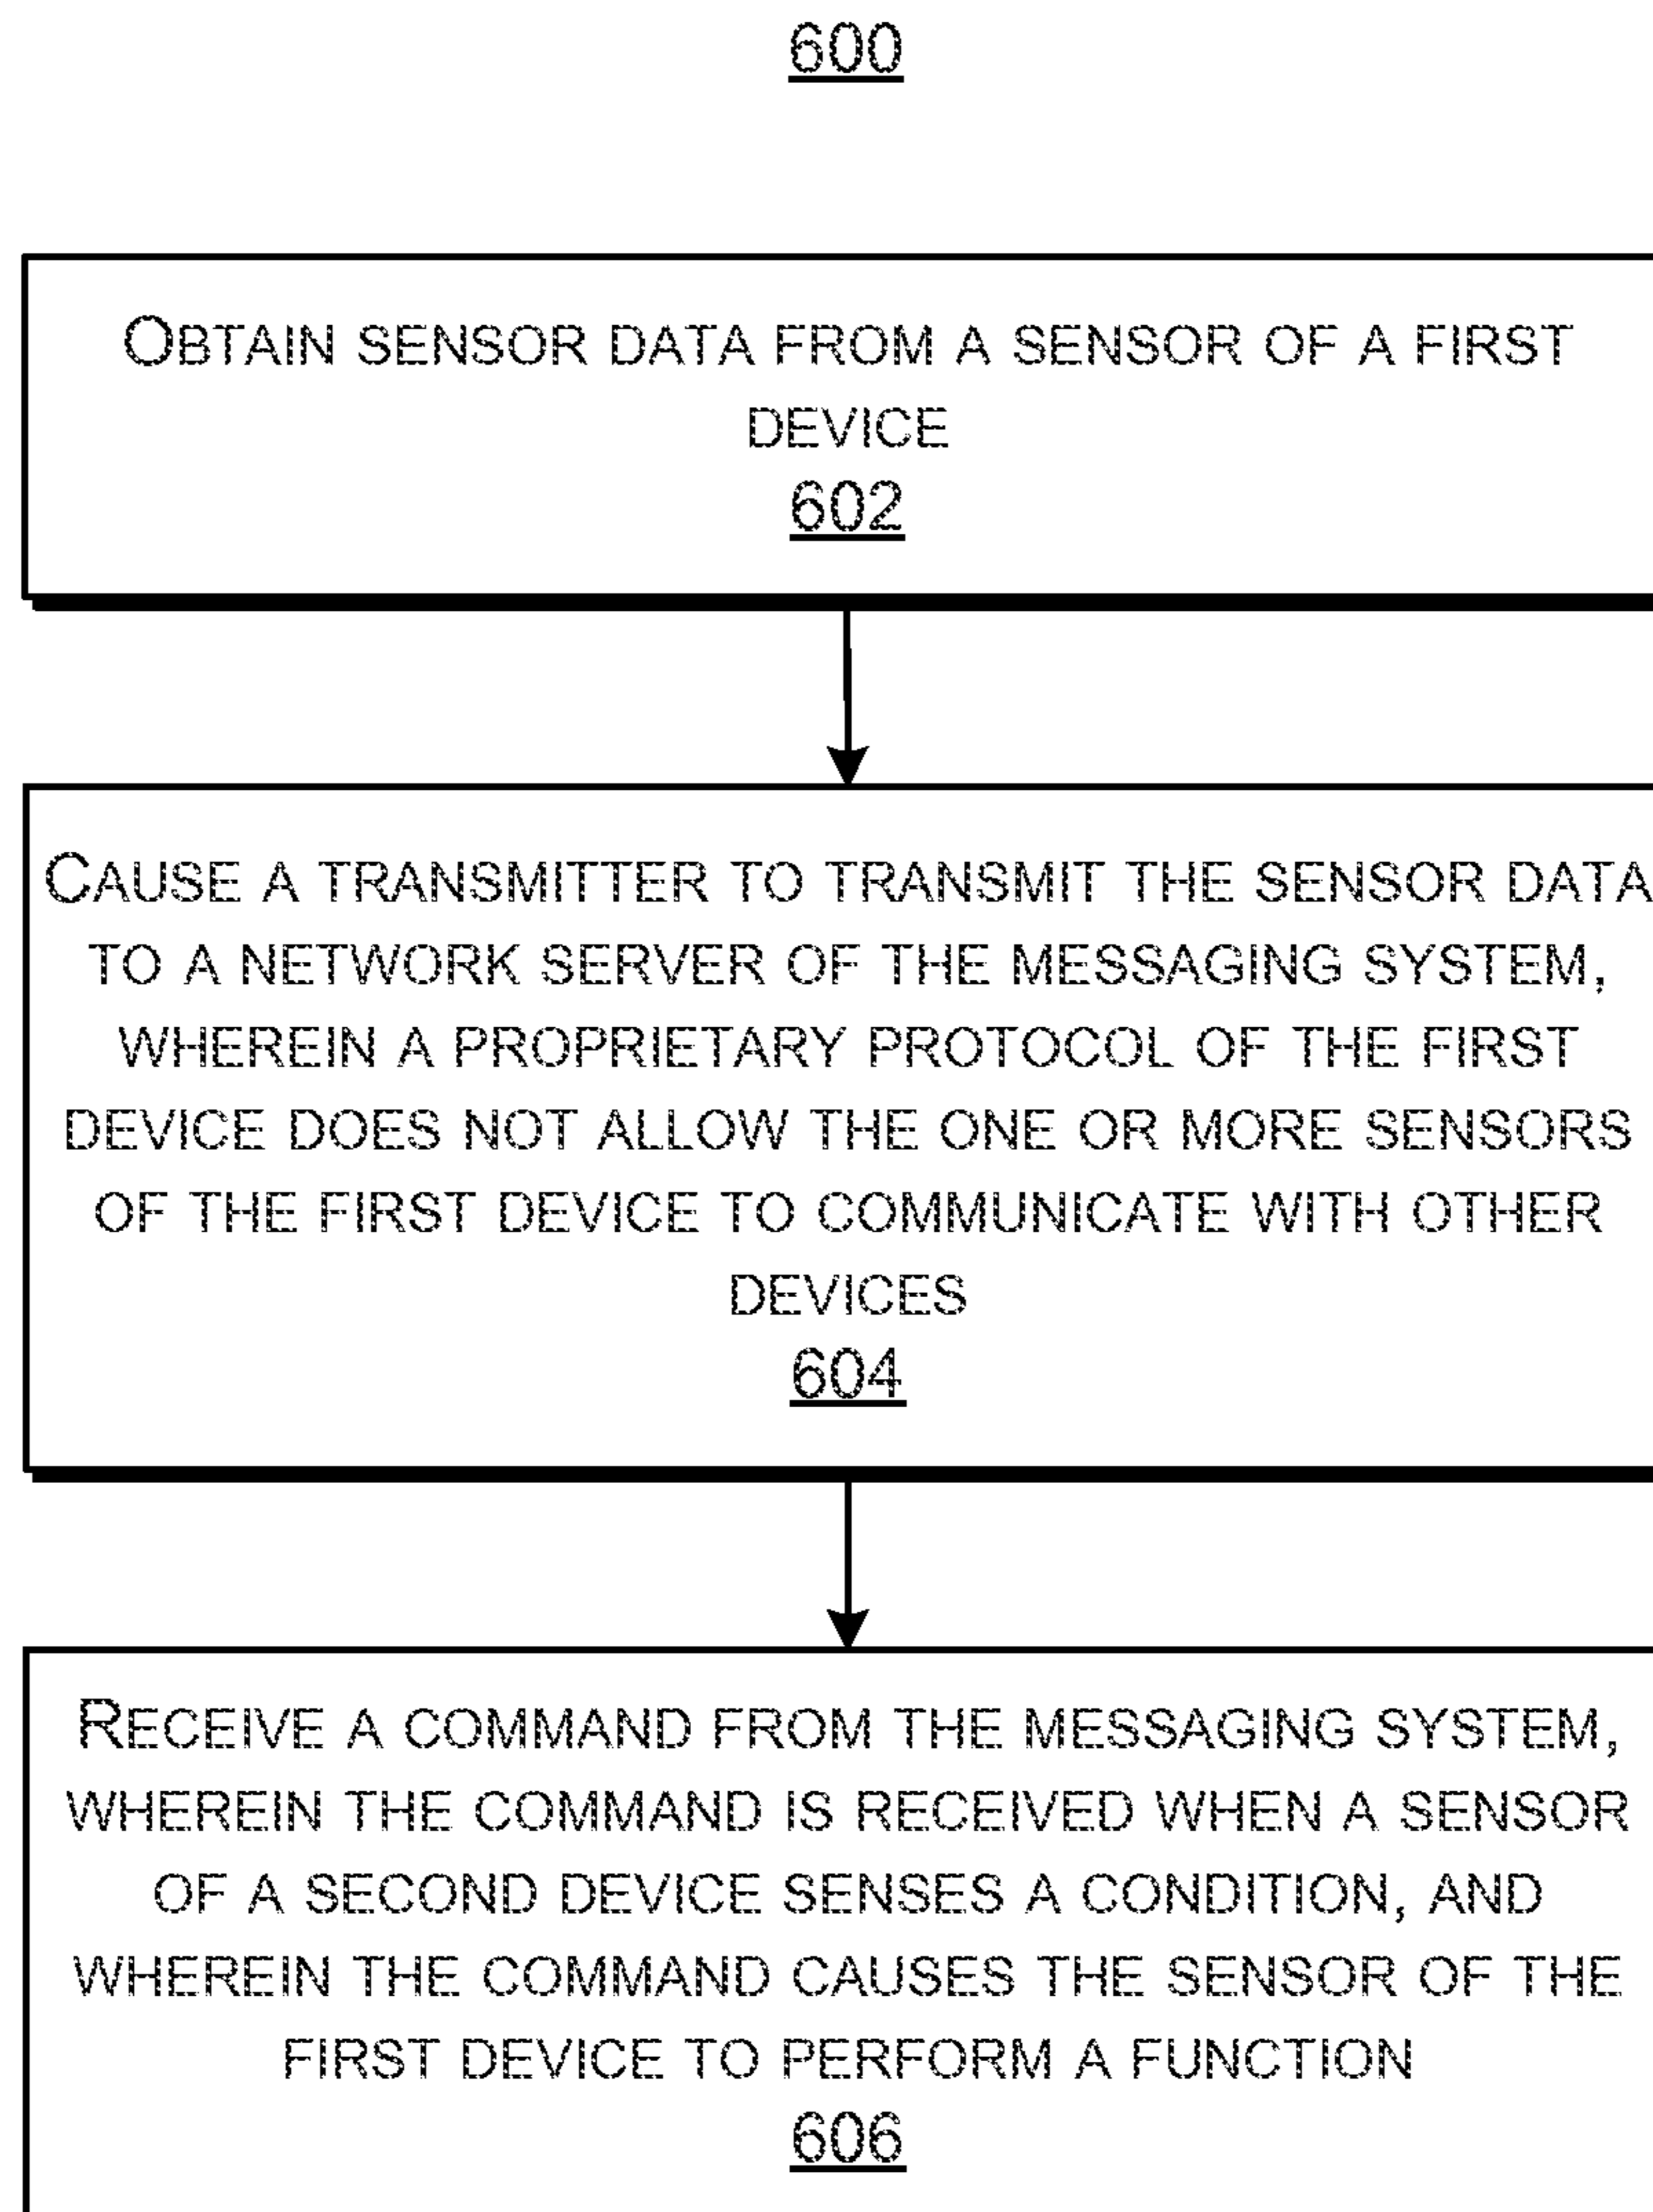 600
OBTAIN SENSOR DATA FROM A SENSOR OF A FIRST
DEVICE
602
CAUSE A TRANSMITTER TO TRANSMIT THE SENSOR DATA
TO A NETWORK SERVER OF THE MESSAGING SYSTEM,
WHEREIN A PROPRIETARY PROTOCOL OF THE FIRST
DEVICE DOES NOT ALLOW THE ONE OR MORE SENSORS
OF THE FIRST DEVICE TO COMMUNICATE WITH OTHER
DEVICES
604
RECEIVE A COMMAND FROM THE MESSAGING SYSTEM,
WHEREIN THE COMMAND IS RECEIVED WHEN A SENSOR
OF A SECOND DEVICE SENSES A CONDITION, AND
WHEREIN THE COMMAND CAUSES THE SENSOR OF THE
FIRST DEVICE TO PERFORM A FUNCTION
606